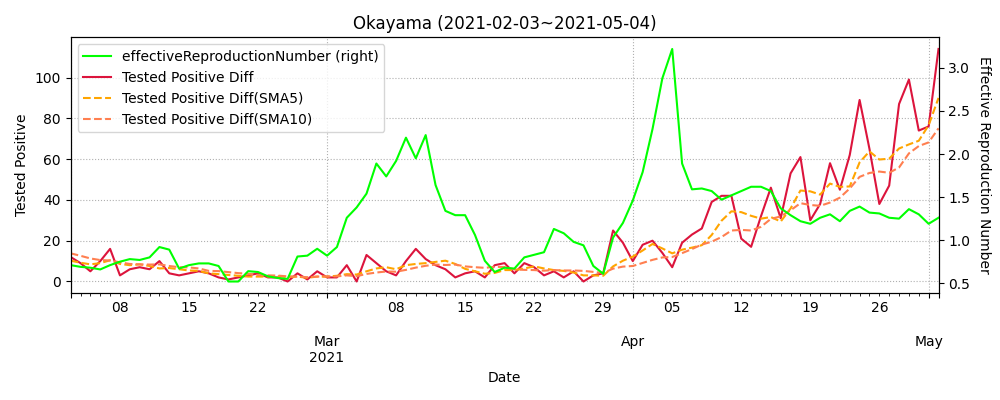 Okayama (2021-02-03~2021-05-04)
effectiveReproductionNumber (right)
Tested Positive Diff
Tested Positive Diff(SMA5)
Tested Positive Diff(SMA10)
Tested Positive
100
80
60
40
20
0
3.0
2.5
2.0
1.5
1.0
0.5
Effective Reproduction Number
08 15 22 08 15 22 29 05 12 19 26
Mar Apr May
2021
Date